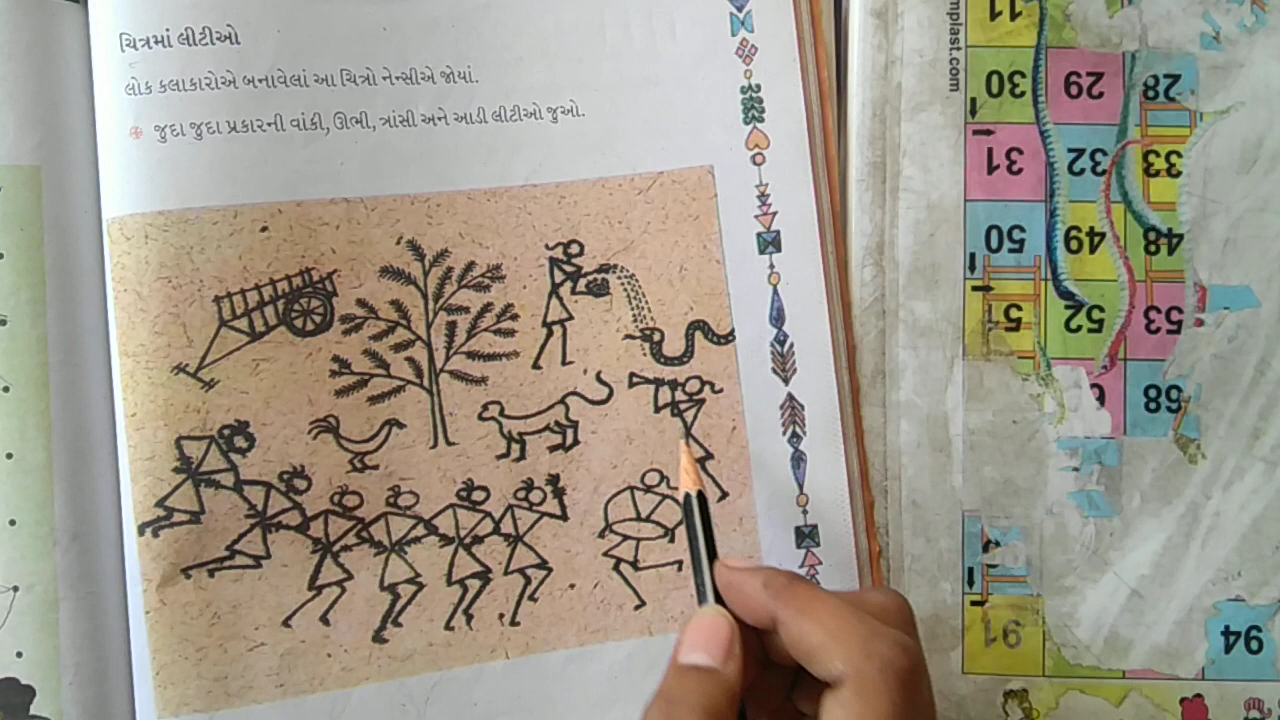 ચિત્રમાં લીટીઓ
લોક કલાકારોએ બનાવેલાં આ ચિત્રો નેન્સીએ જોયાં.
જુદા જુદા પ્રકારની વાંકી, ઊભી, ત્રાંસી અને આડી લીટીઓ જુઓ.
mplast.com
11
30 29 28
31 32 33
50 49 48
51 52 53
68
91
94